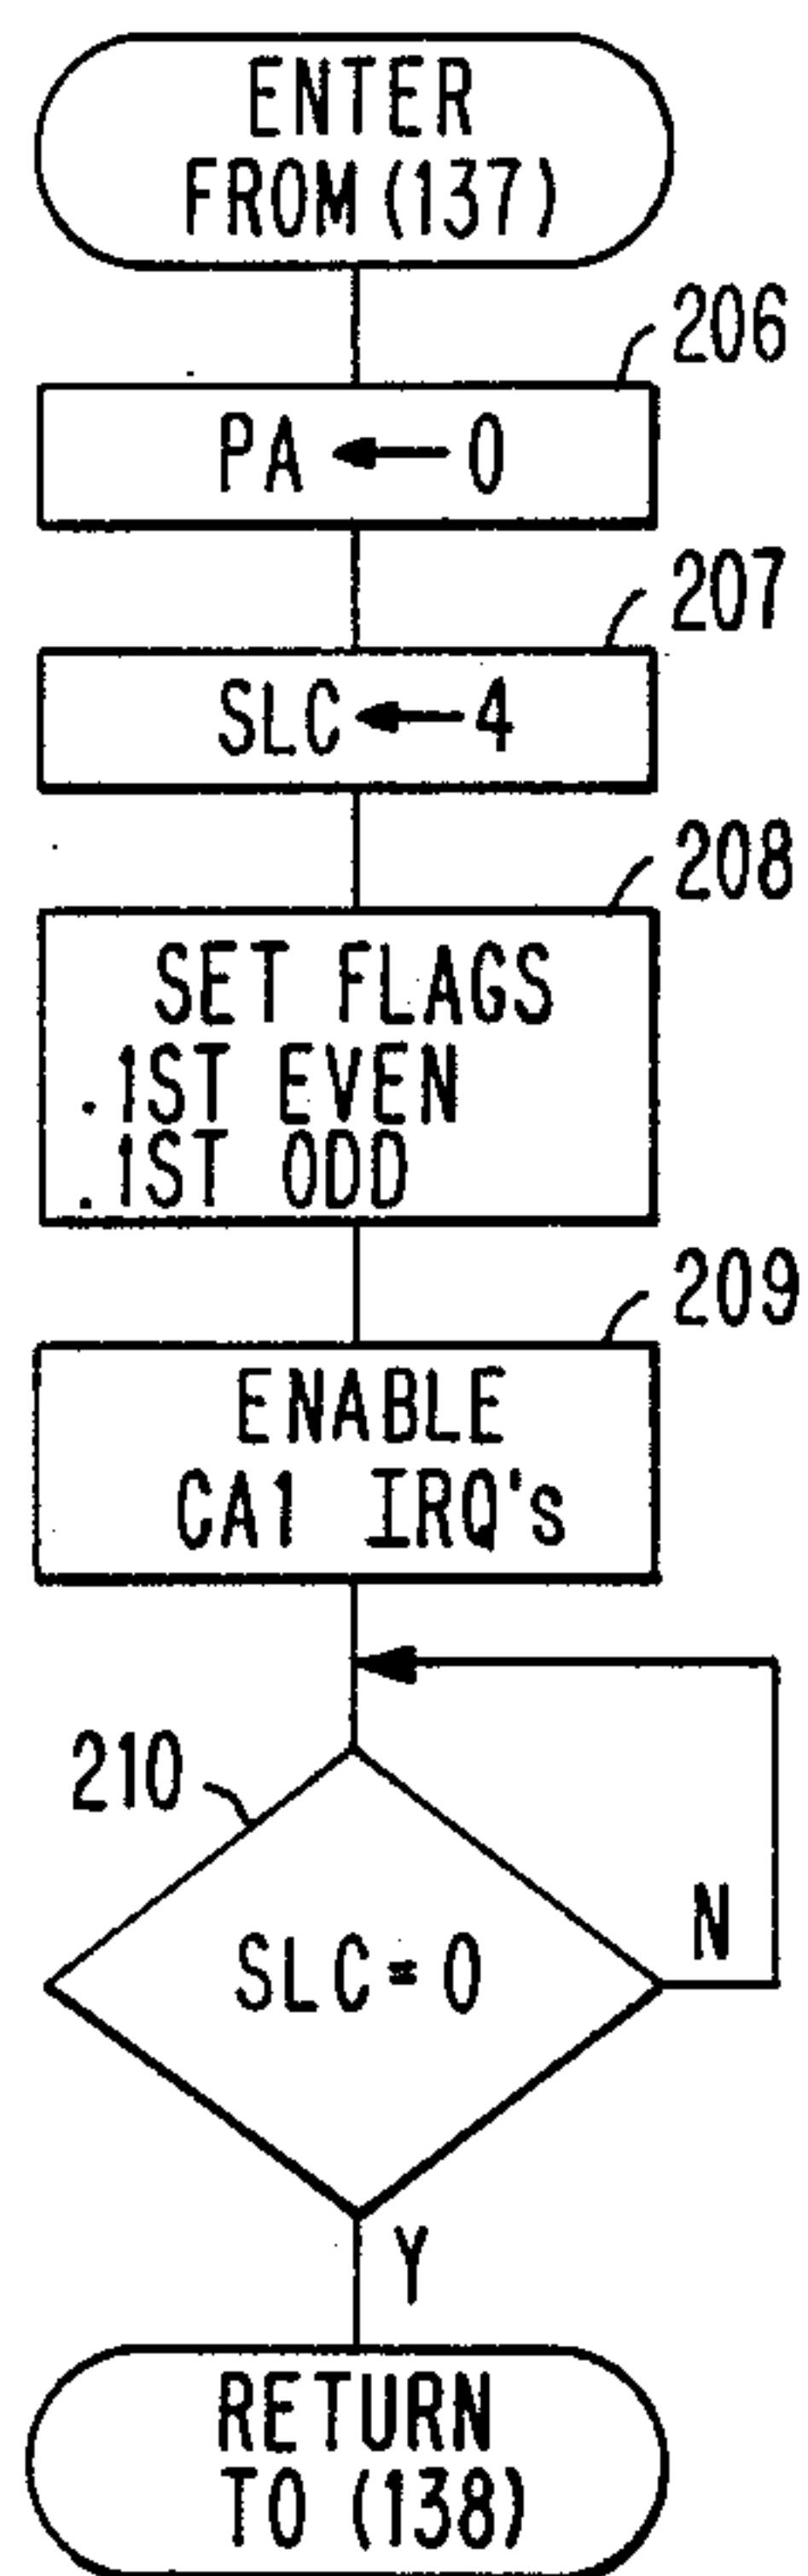 ENTER
FROM (137)
206
PA ← 0
207
SLC ← 4
208
SET FLAGS
.1ST EVEN
.1ST ODD
209
ENABLE
CA1 IRQ's
210
SLC = 0
N
Y
RETURN
TO (138)